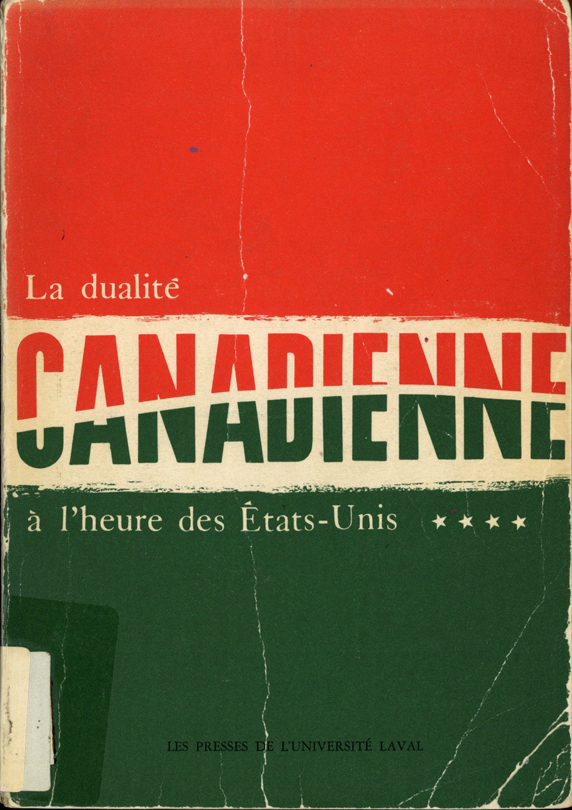 La dualité
CANADIENNE
à l'heure des États-Unis ★★★★
LES PRESSES DE L'UNIVERSITÉ LAVAL